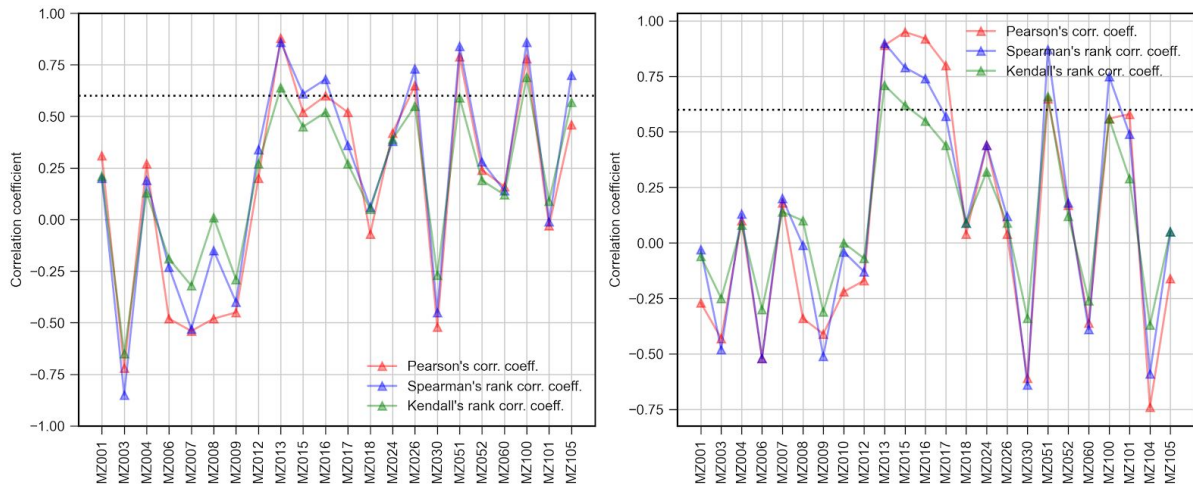 1.00
0.75
0.50
0.25
0.00
−0.25
−0.50
−0.75
−1.00
Correlation coefficient
Pearson's corr. coeff.
Spearman's rank corr. coeff.
Kendall's rank corr. coeff.
MZ001
MZ003
MZ004
MZ006
MZ007
MZ008
MZ009
MZ012
MZ013
MZ015
MZ016
MZ017
MZ018
MZ024
MZ026
MZ030
MZ051
MZ052
MZ060
MZ100
MZ101
MZ105
1.00
0.75
0.50
0.25
0.00
−0.25
−0.50
−0.75
Correlation coefficient
Pearson's corr. coeff.
Spearman's rank corr. coeff.
Kendall's rank corr. coeff.
MZ001
MZ003
MZ004
MZ006
MZ007
MZ008
MZ009
MZ010
MZ012
MZ013
MZ015
MZ016
MZ017
MZ018
MZ024
MZ026
MZ030
MZ051
MZ052
MZ060
MZ100
MZ101
MZ104
MZ105